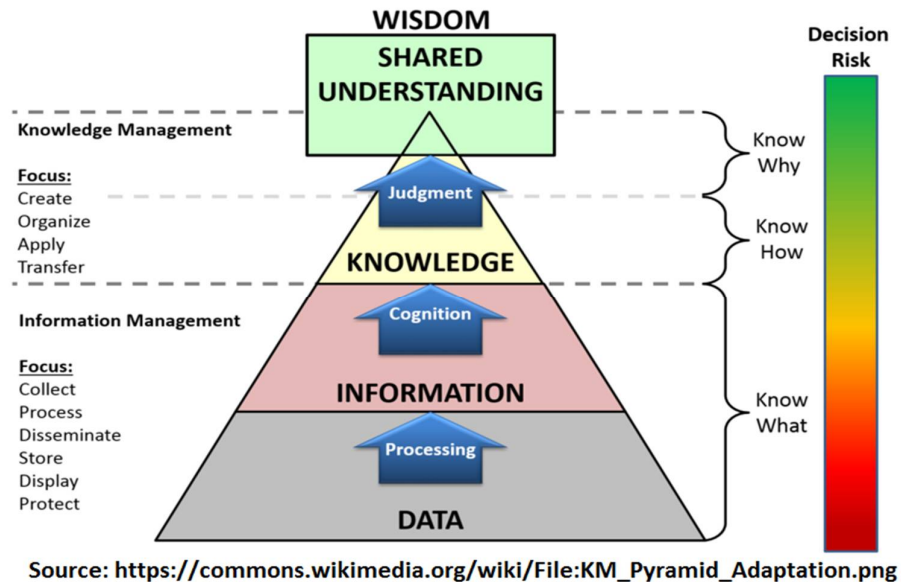 WISDOM
SHARED
UNDERSTANDING
Decision
Risk
Knowledge Management
Focus:
Create
Organize
Apply
Transfer
Judgment
KNOWLEDGE
Know
Why
Know
How
Information Management
Focus:
Collect
Process
Disseminate
Store
Display
Protect
Cognition
INFORMATION
Processing
DATA
Know
What
Source: https://commons.wikimedia.org/wiki/File:KM_Pyramid_Adaptation.png